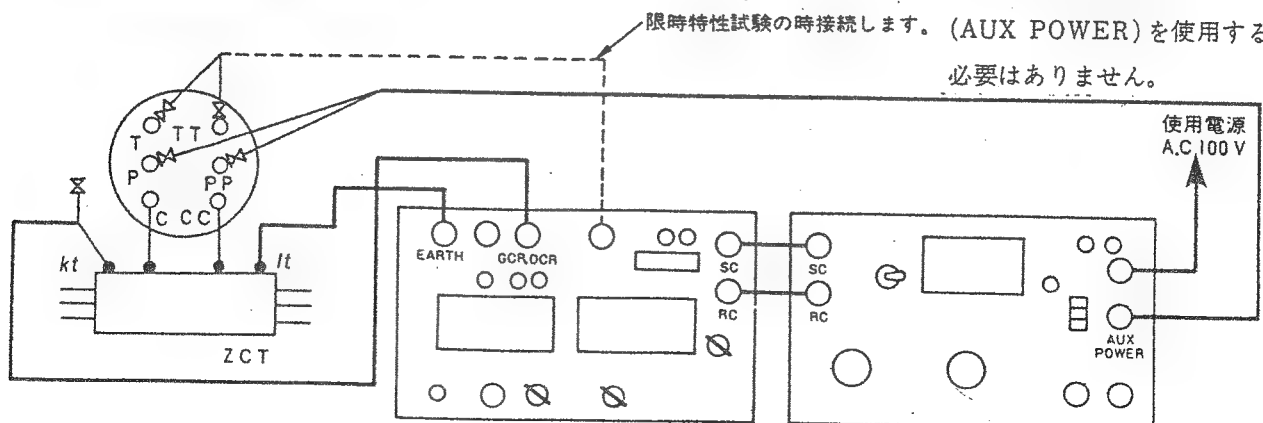 限時特性試験の時接続します。 (AUX POWER)を使用する
必要はありません。
使用電源
A.C 100V
T TT
P PP
C CC
kt lt
ZCT
EARTH GCR,OCR
SC SC
RC RC
AUX
POWER